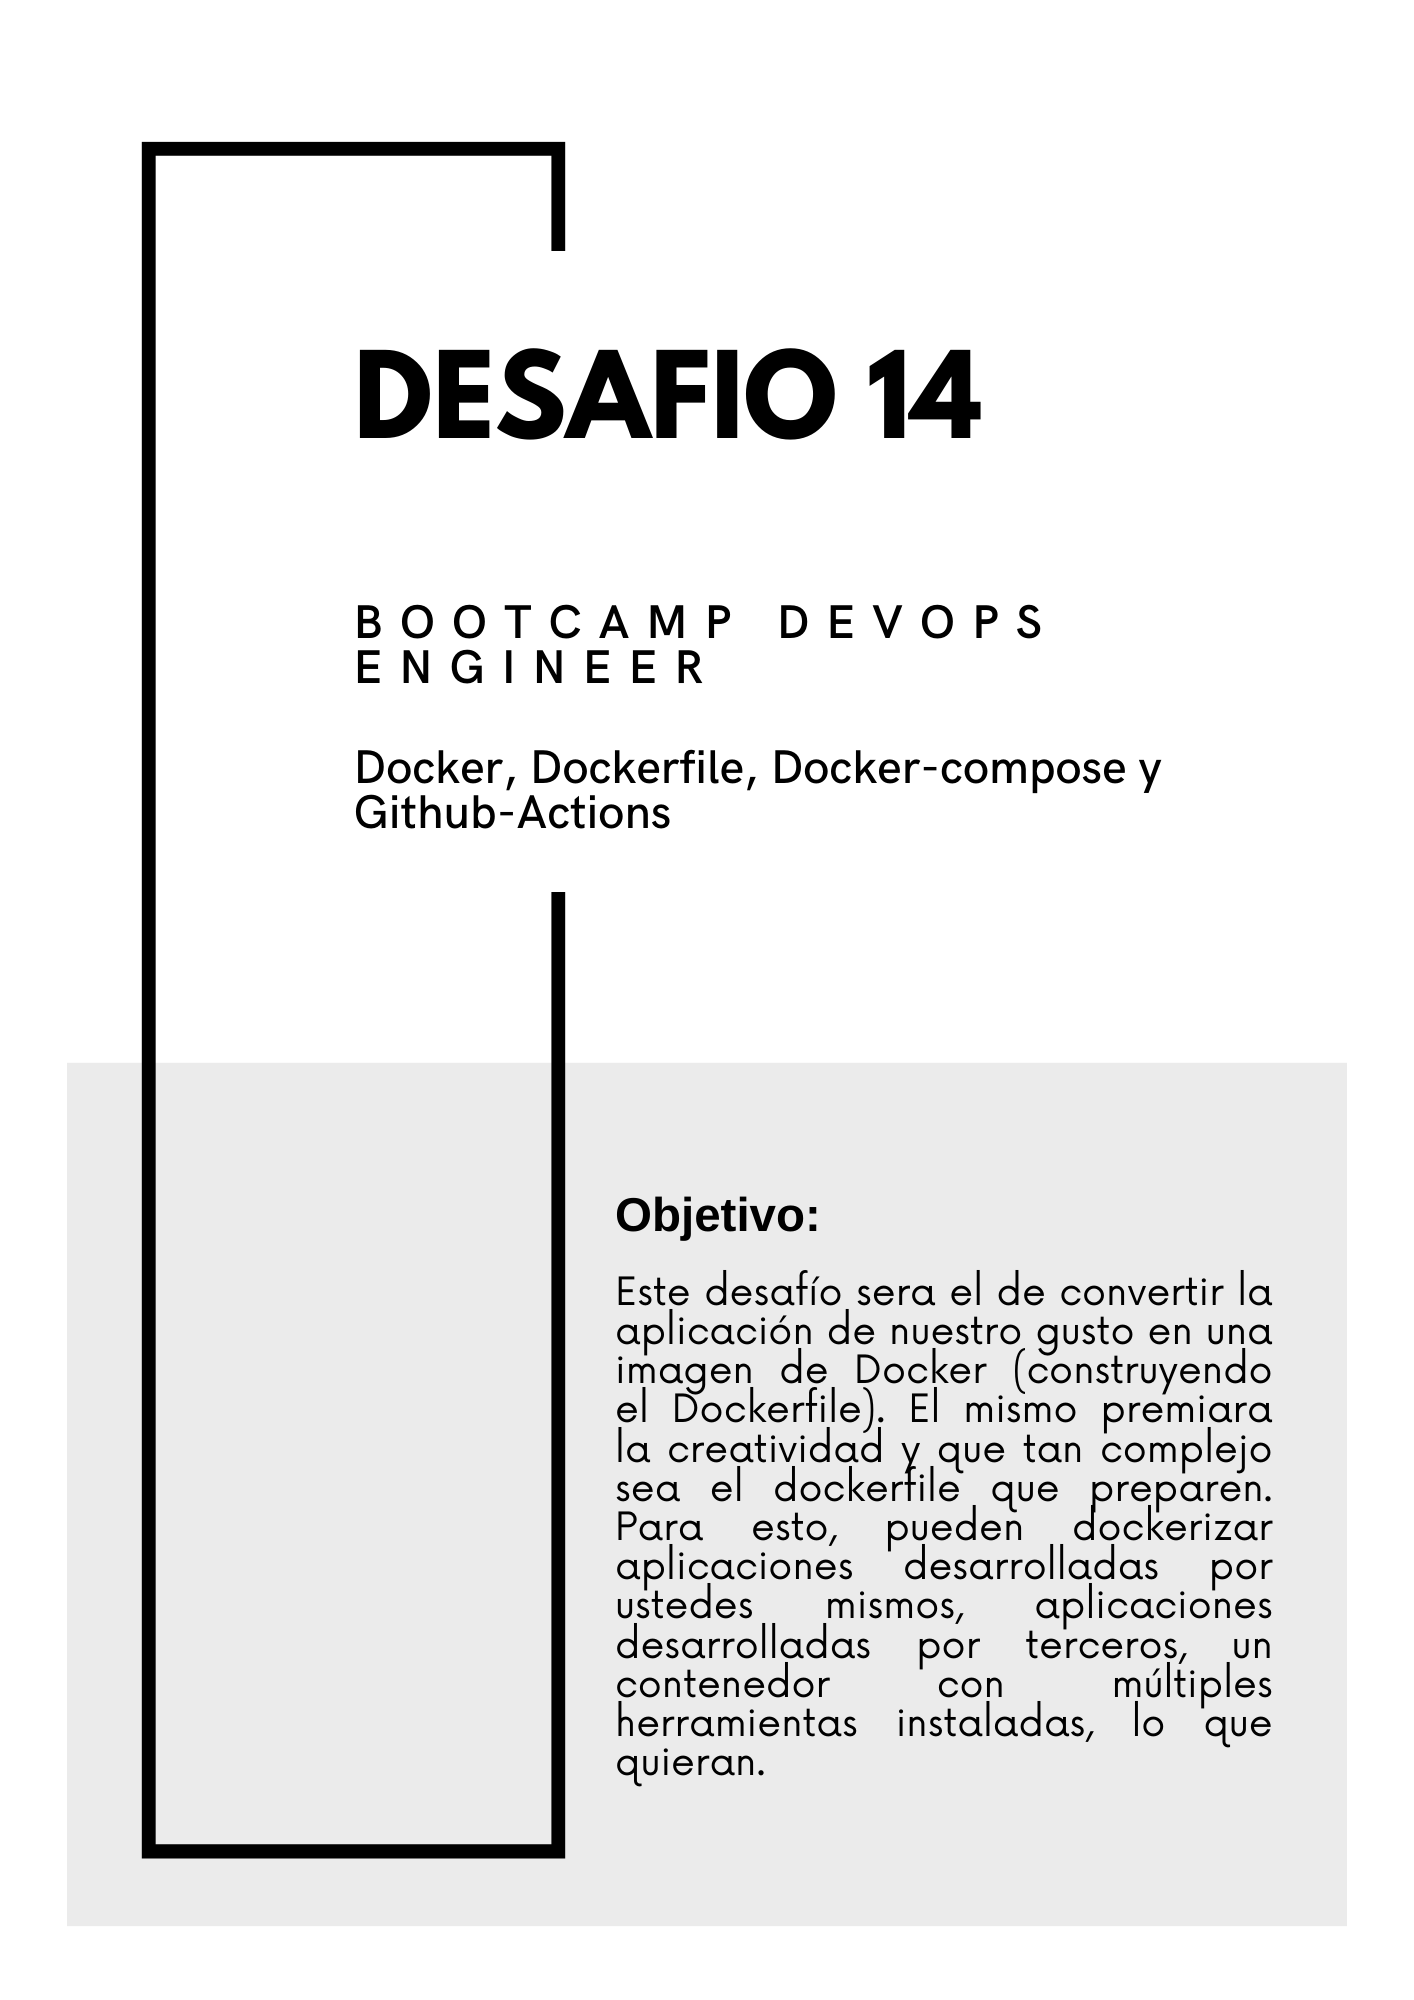 DESAFIO 14
BOOTCAMP DEVOPS
ENGINEER
Docker, Dockerfile, Docker-compose y
Github-Actions
Objetivo:
Este desafío sera el de convertir la
aplicación de nuestro gusto en una
imagen de Docker (construyendo
el Dockerfile). El mismo premiara
la creatividad y que tan complejo
sea el dockerfile que preparen.
Para esto, pueden dockerizar
aplicaciones desarrolladas por
ustedes mismos, aplicaciones
desarrolladas por terceros, un
contenedor con múltiples
herramientas instaladas, lo que
quieran.